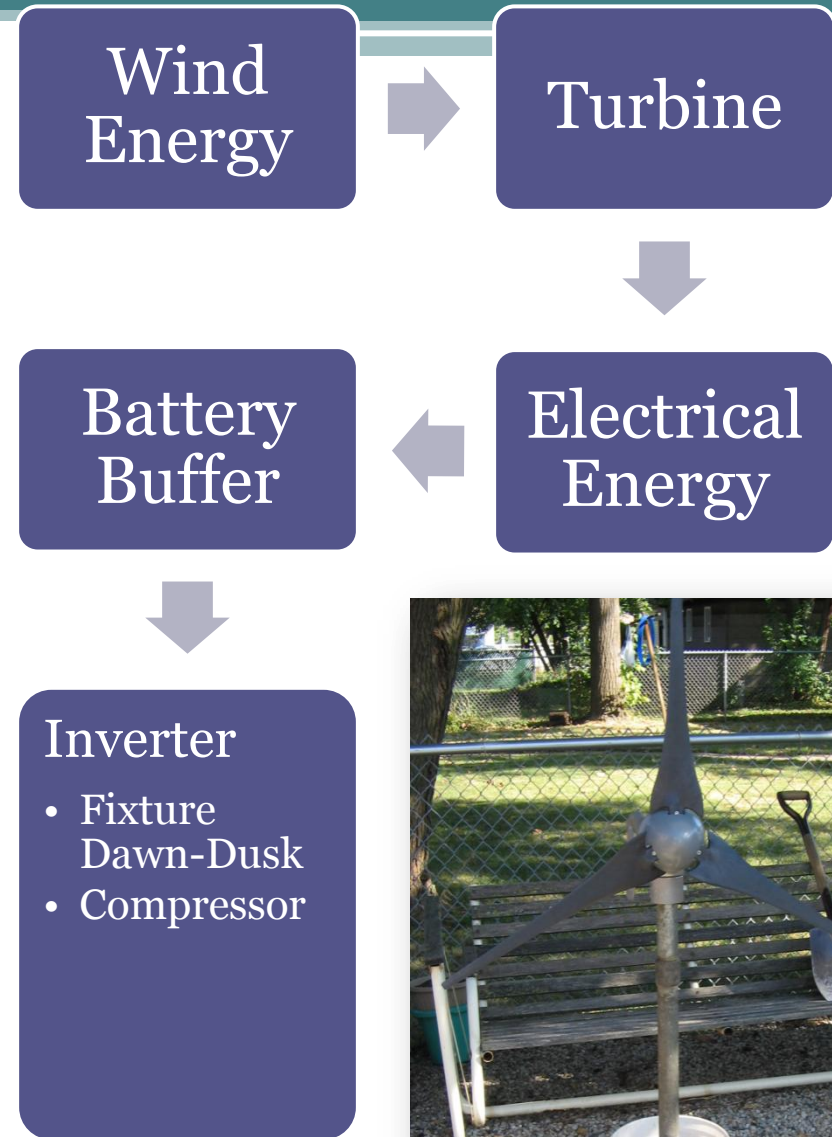 Wind
Energy
Turbine
Electrical
Energy
Battery
Buffer
Inverter
• Fixture
Dawn-Dusk
• Compressor